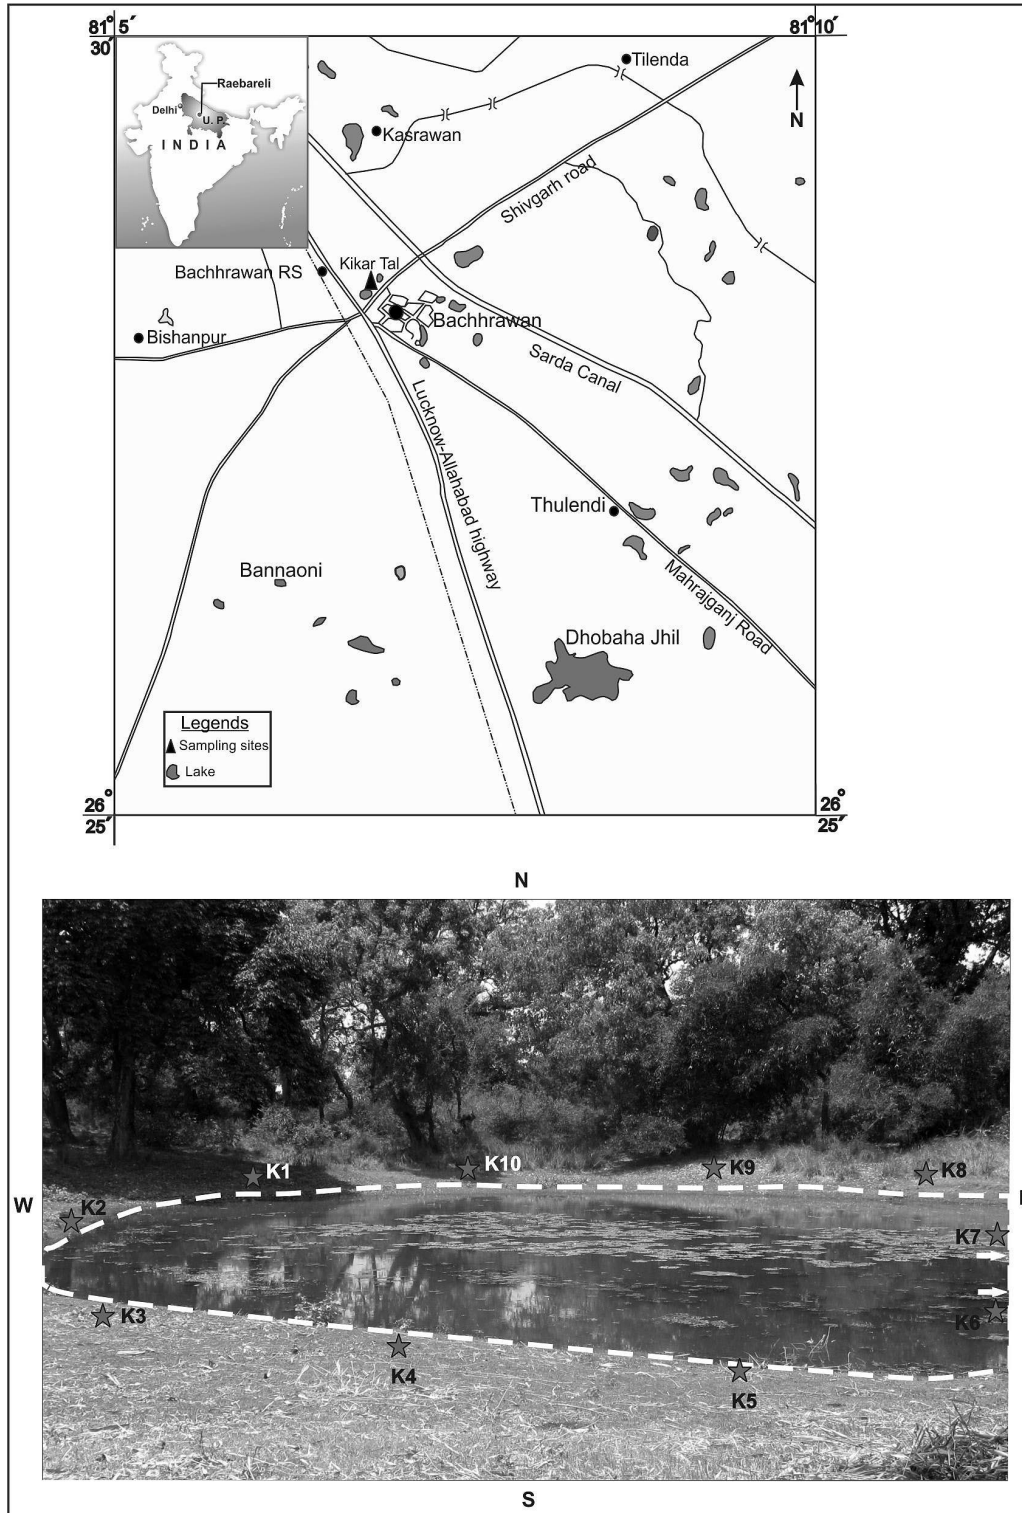 81° 5´
30´
81° 10´
Raebareli
Delhi
U. P.
I N D I A
Tilenda
N
Kasrawan
Shivgarh road
Kikar Tal
Bachhrawan RS
Bachhrawan
Bishanpur
Sarda Canal
Lucknow-Allahabad highway
Thulendi
Bannaoni
Mahrajganj Road
Dhobaha Jhil
Legends
Sampling sites
Lake
26°
25´
26°
25´
N
K1
K10
K9
K8
W
K2
K7
K3
K6
K4
K5
S